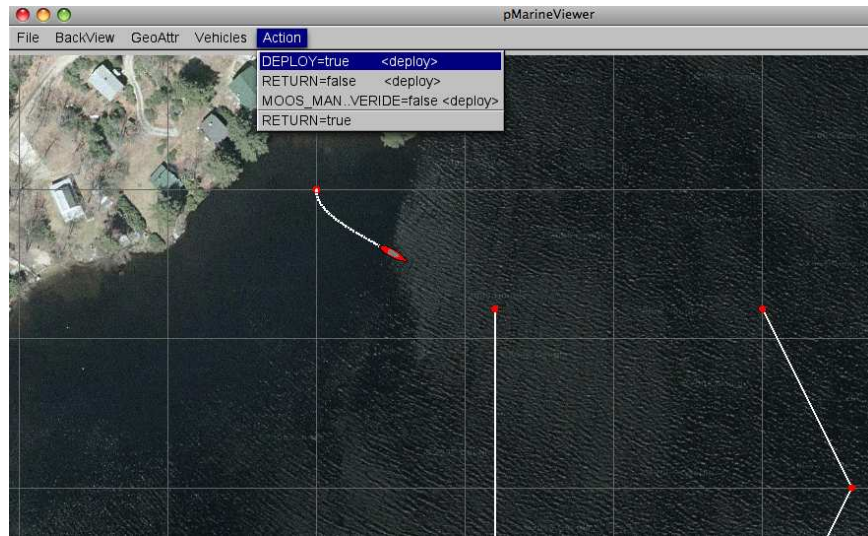 pMarineViewer
File BackView GeoAttr Vehicles Action
DEPLOY=true <deploy>
RETURN=false <deploy>
MOOS_MAN..VERIDE=false <deploy>
RETURN=true